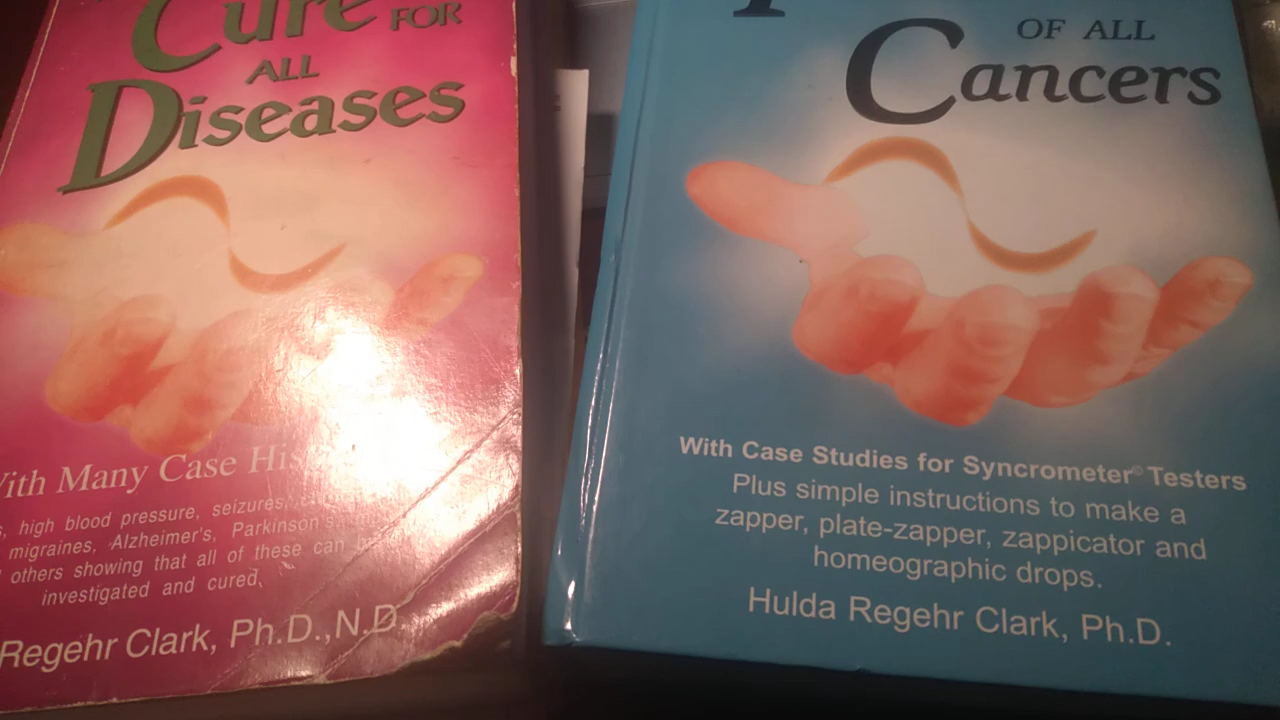 Cure FOR
ALL
Diseases
With Many Case His
s, high blood pressure, seizures,
migraines, Alzheimer's, Parkinson's
others showing that all of these can
investigated and cured.
Regehr Clark, Ph.D.,N.D.
OF ALL
Cancers
With Case Studies for Syncrometer® Testers
Plus simple instructions to make a
zapper, plate-zapper, zappicator and
homeographic drops.
Hulda Regehr Clark, Ph.D.